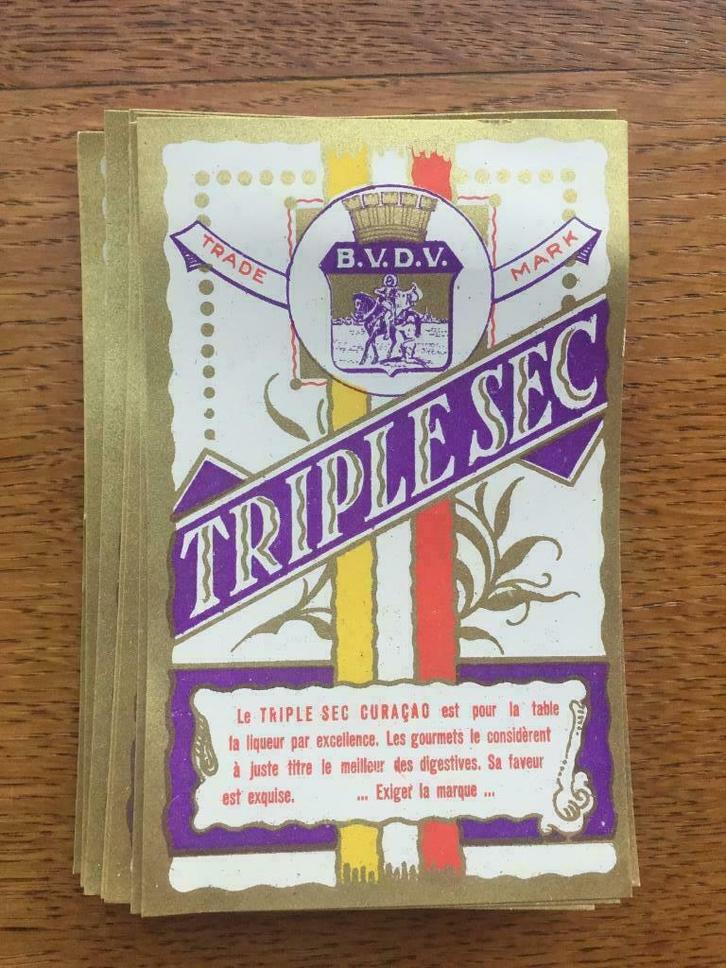 B.V.D.V.
TRADE MARK
TRIPLE SEC
Le TRIPLE SEC CURAÇAO est pour la table
la liqueur par excellence. Les gourmets le considèrent
à juste titre le meilleur des digestives. Sa faveur
est exquise. ... Exiger la marque ...